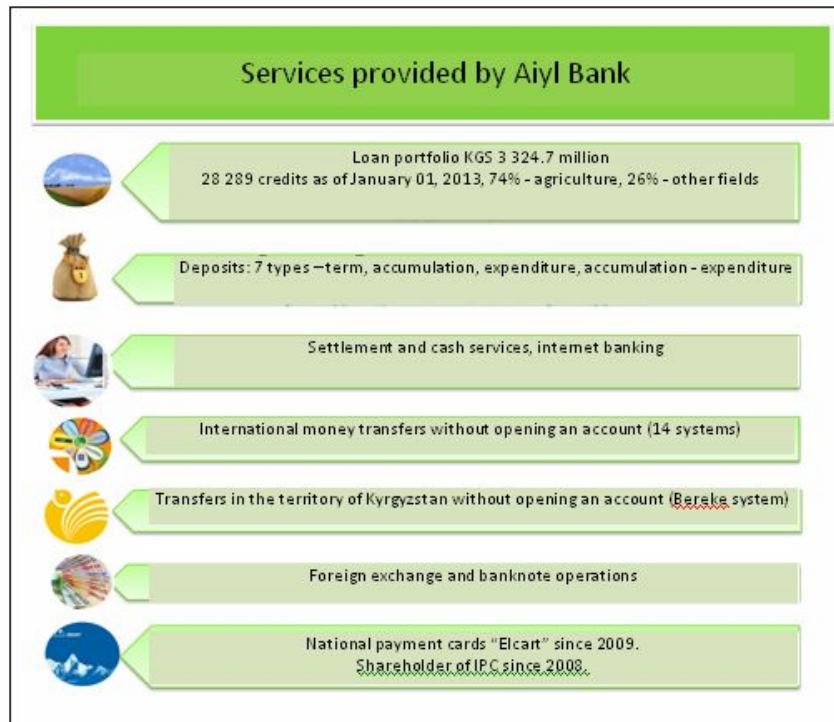 Services provided by Aiyl Bank
Loan portfolio KGS 3 324.7 million
28 289 credits as of January 01, 2013, 74% - agriculture, 26% - other fields
Deposits: 7 types – term, accumulation, expenditure, accumulation - expenditure
Settlement and cash services, internet banking
International money transfers without opening an account (14 systems)
Transfers in the territory of Kyrgyzstan without opening an account (Bereke system)
Foreign exchange and banknote operations
National payment cards “Elcart” since 2009.
Shareholder of IPC since 2008.